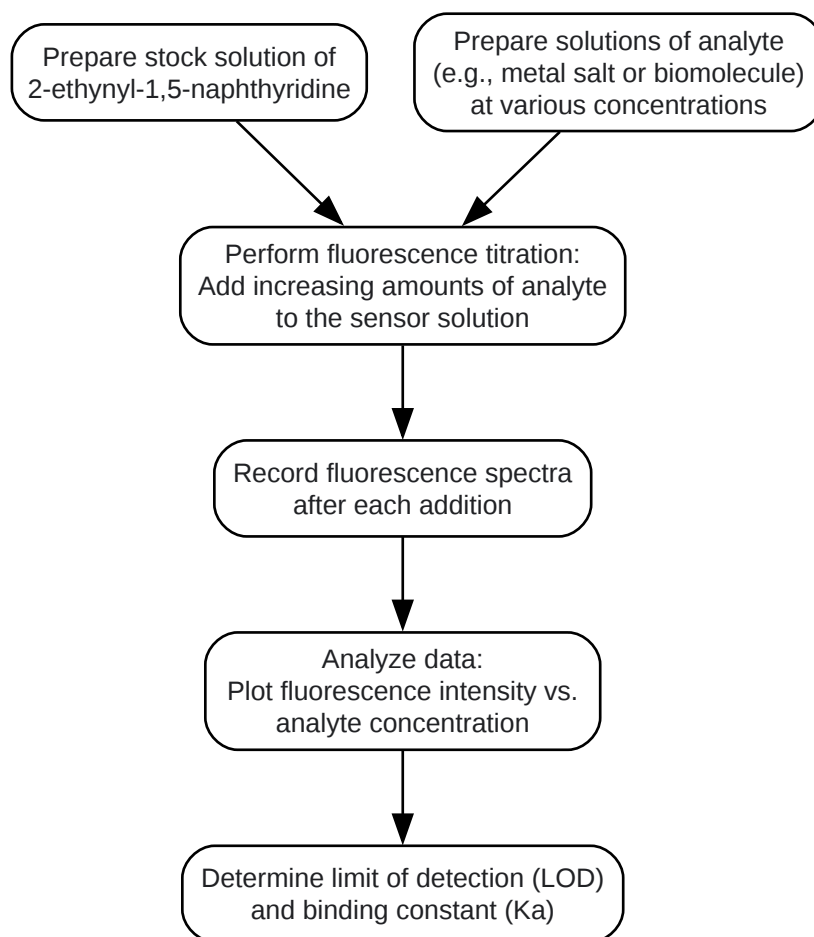 Prepare stock solution of
2-ethynyl-1,5-naphthyridine
Prepare solutions of analyte
(e.g., metal salt or biomolecule)
at various concentrations
Perform fluorescence titration:
Add increasing amounts of analyte
to the sensor solution
Record fluorescence spectra
after each addition
Analyze data:
Plot fluorescence intensity vs.
analyte concentration
Determine limit of detection (LOD)
and binding constant (Ka)